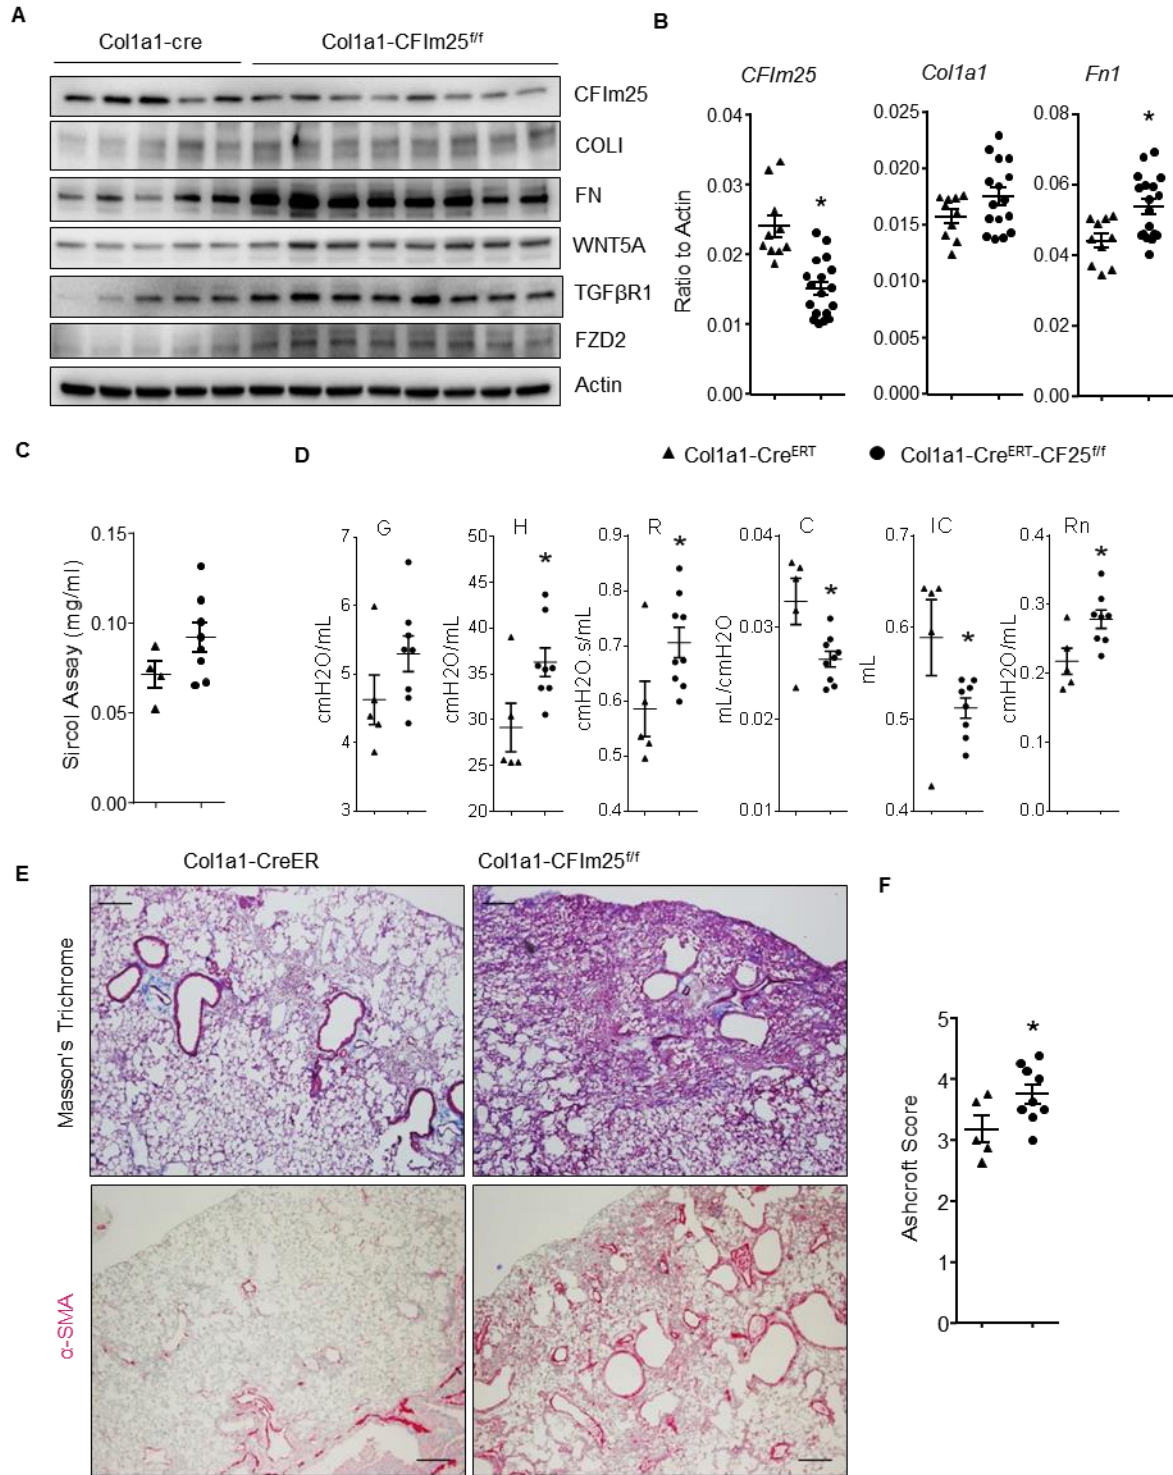 A
Col1a1-cre
Col1a1-CFIm25f/f
CFIm25
COLI
FN
WNT5A
TGFβR1
FZD2
Actin
B
CFIm25
Col1a1
Fn1
Ratio to Actin
0.04
0.03
0.02
0.01
0.00
*
0.025
0.020
0.015
0.010
0.005
0.000
0.08
0.06
0.04
0.02
0.00
*
C
Sircol Assay (mg/ml)
0.15
0.10
0.05
0.00
D
▲ Col1a1-CreERT
● Col1a1-CreERT-CF25f/f
G
cmH2O/mL
7
6
5
4
3
H
cmH2O/mL
50
45
40
35
30
25
20
*
R
cmH2O.s/mL
0.9
0.8
0.7
0.6
0.5
0.4
*
C
mL/cmH2O
0.04
0.03
0.02
0.01
*
IC
mL
0.7
0.6
0.5
0.4
*
Rn
cmH2O/mL
0.4
0.3
0.2
0.1
0.0
*
E
Col1a1-CreER
Col1a1-CFIm25f/f
Masson's Trichrome
α-SMA
F
Ashcroft Score
5
4
3
2
1
0
*